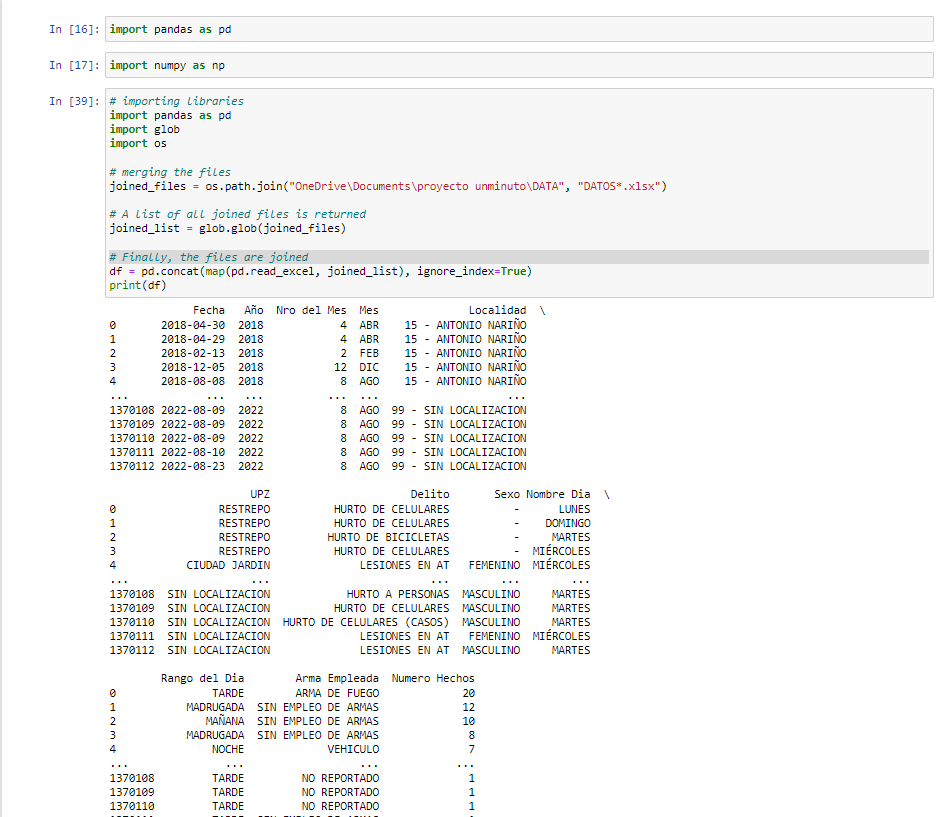 In [16]: import pandas as pd
In [17]: import numpy as np
In [39]: # importing libraries
import pandas as pd
import glob
import os
# merging the files
joined_files = os.path.join("OneDrive\Documents\proyecto unminuto\DATA", "DATOS*.xlsx")
# A list of all joined files is returned
joined_list = glob.glob(joined_files)
# Finally, the files are joined
df = pd.concat(map(pd.read_excel, joined_list), ignore_index=True)
print(df)
Fecha Año Nro del Mes Mes Localidad \
0 2018-04-30 2018 4 ABR 15 - ANTONIO NARIÑO
1 2018-04-29 2018 4 ABR 15 - ANTONIO NARIÑO
2 2018-02-13 2018 2 FEB 15 - ANTONIO NARIÑO
3 2018-12-05 2018 12 DIC 15 - ANTONIO NARIÑO
4 2018-08-08 2018 8 AGO 15 - ANTONIO NARIÑO
... ... ... ... ... ...
1370108 2022-08-09 2022 8 AGO 99 - SIN LOCALIZACION
1370109 2022-08-09 2022 8 AGO 99 - SIN LOCALIZACION
1370110 2022-08-09 2022 8 AGO 99 - SIN LOCALIZACION
1370111 2022-08-10 2022 8 AGO 99 - SIN LOCALIZACION
1370112 2022-08-23 2022 8 AGO 99 - SIN LOCALIZACION
UPZ Delito Sexo Nombre Dia \
0 RESTREPO HURTO DE CELULARES - LUNES
1 RESTREPO HURTO DE CELULARES - DOMINGO
2 RESTREPO HURTO DE BICICLETAS - MARTES
3 RESTREPO HURTO DE CELULARES - MIÉRCOLES
4 CIUDAD JARDIN LESIONES EN AT FEMENINO MIÉRCOLES
... ... ... ... ...
1370108 SIN LOCALIZACION HURTO A PERSONAS MASCULINO MARTES
1370109 SIN LOCALIZACION HURTO DE CELULARES MASCULINO MARTES
1370110 SIN LOCALIZACION HURTO DE CELULARES (CASOS) MASCULINO MARTES
1370111 SIN LOCALIZACION LESIONES EN AT FEMENINO MIÉRCOLES
1370112 SIN LOCALIZACION LESIONES EN AT MASCULINO MARTES
Rango del Dia Arma Empleada Numero Hechos
0 TARDE ARMA DE FUEGO 20
1 MADRUGADA SIN EMPLEO DE ARMAS 12
2 MAÑANA SIN EMPLEO DE ARMAS 10
3 MADRUGADA SIN EMPLEO DE ARMAS 8
4 NOCHE VEHICULO 7
... ... ... ...
1370108 TARDE NO REPORTADO 1
1370109 TARDE NO REPORTADO 1
1370110 TARDE NO REPORTADO 1